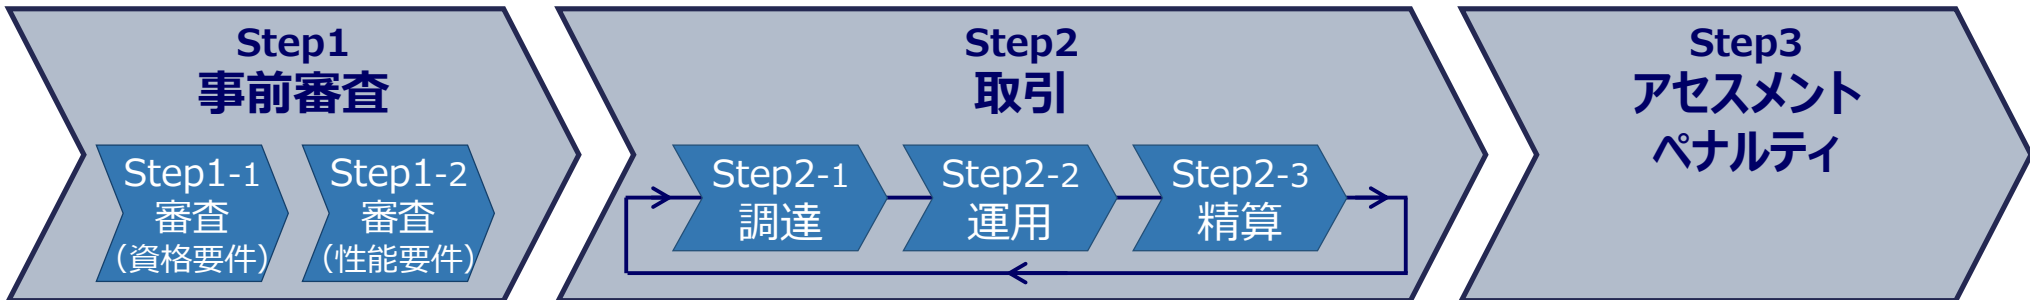 Step1
事前審査
Step1-1
審査
（資格要件）
Step1-2
審査
（性能要件）
Step2
取引
Step2-1
調達
Step2-2
運用
Step2-3
精算
Step3
アセスメント
ペナルティ